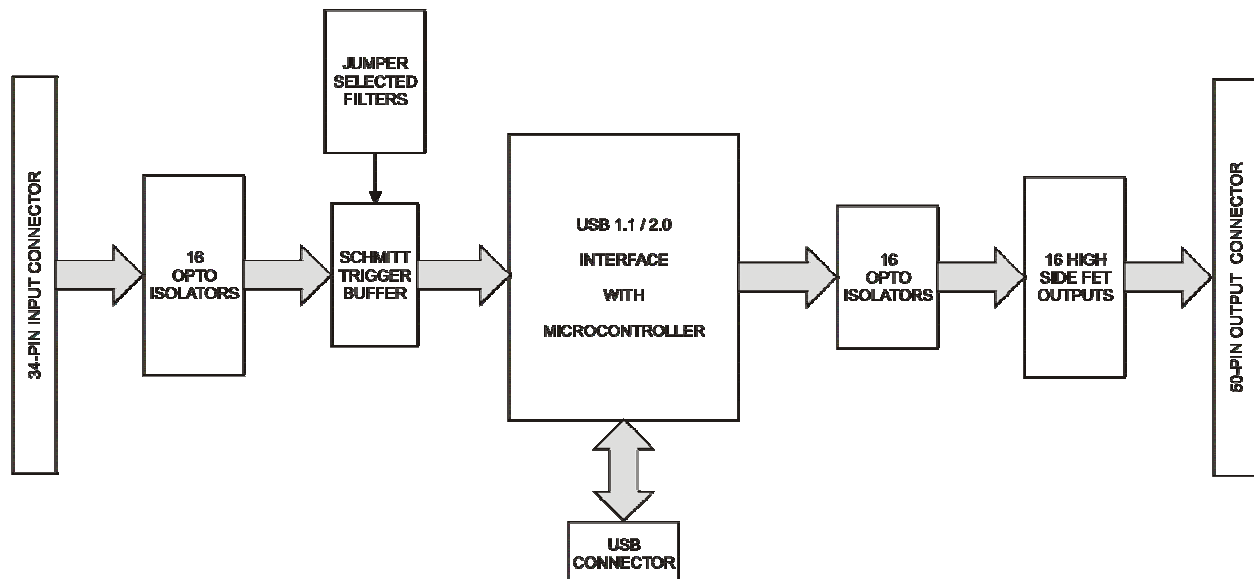 JUMPER
SELECTED
FILTERS
34-PIN INPUT CONNECTOR
16
OPTO
ISOLATORS
SCHMITT
TRIGGER
BUFFER
USB 1.1 / 2.0
INTERFACE
WITH
MICROCONTROLLER
16
OPTO
ISOLATORS
16 HIGH
SIDE FET
OUTPUTS
50-PIN OUTPUT CONNECTOR
USB
CONNECTOR